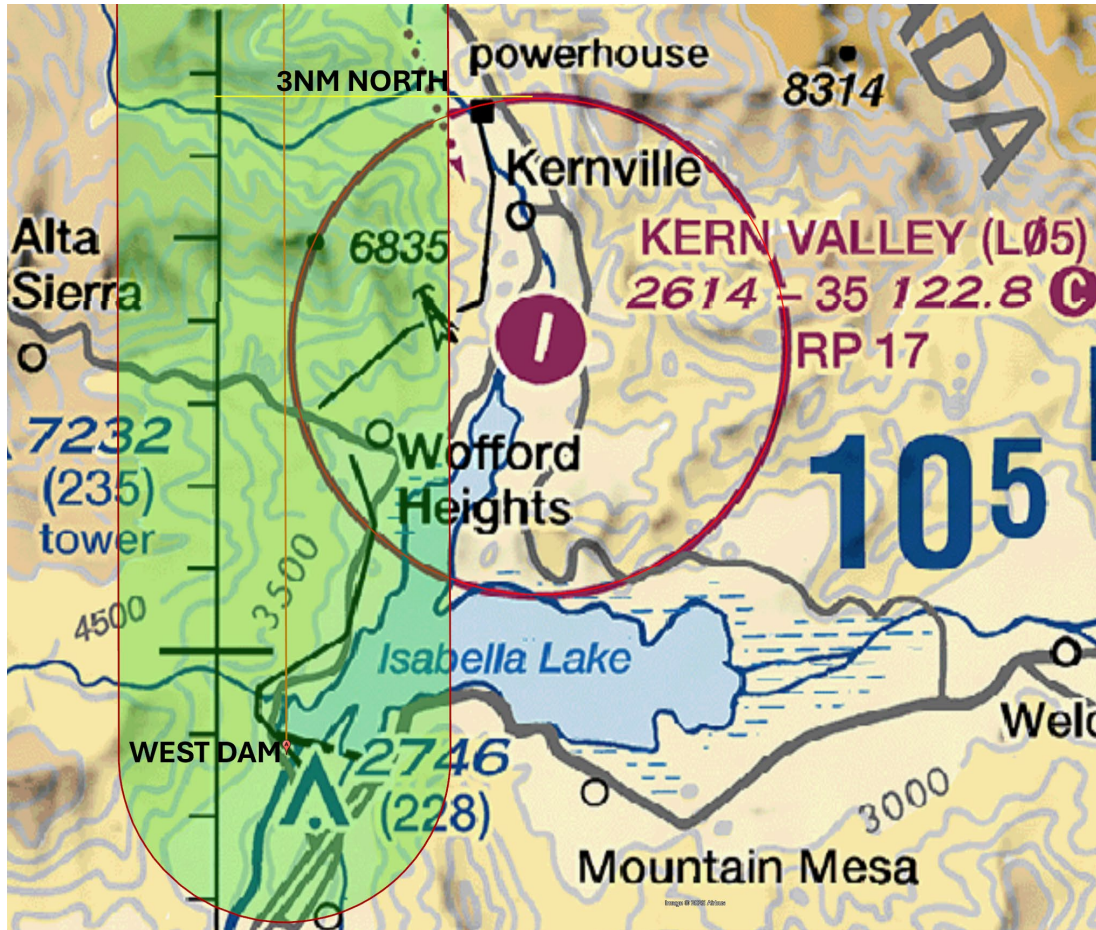 ADA
powerhouse
3NM NORTH
8314
Kernville
Alta
Sierra
6835
KERN VALLEY (LØ5)
2614 – 35 122.8 C
RP 17
7232
(235)
tower
Wofford
Heights
105
3500
4500
Isabella Lake
WEST DAM
2746
(228)
3000
Mountain Mesa